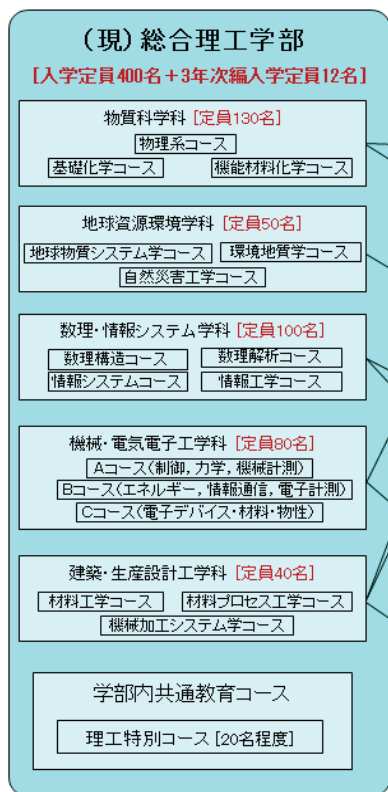 (現)総合理工学部
[入学定員400名+3年次編入学定員12名]
物質科学科 [定員130名]
物理系コース
基礎化学コース 機能材料化学コース
地球資源環境学科 [定員50名]
地球物質システム学コース 環境地質学コース
自然災害工学コース
数理・情報システム学科 [定員100名]
数理構造コース 数理解析コース
情報システムコース 情報工学コース
機械・電気電子工学科 [定員80名]
Aコース(制御, 力学, 機械計測)
Bコース(エネルギー, 情報通信, 電子計測)
Cコース(電子デバイス・材料・物性)
建築・生産設計工学科 [定員40名]
材料工学コース 材料プロセス工学コース
機械加工システム学コース
学部内共通教育コース
理工特別コース [20名程度]